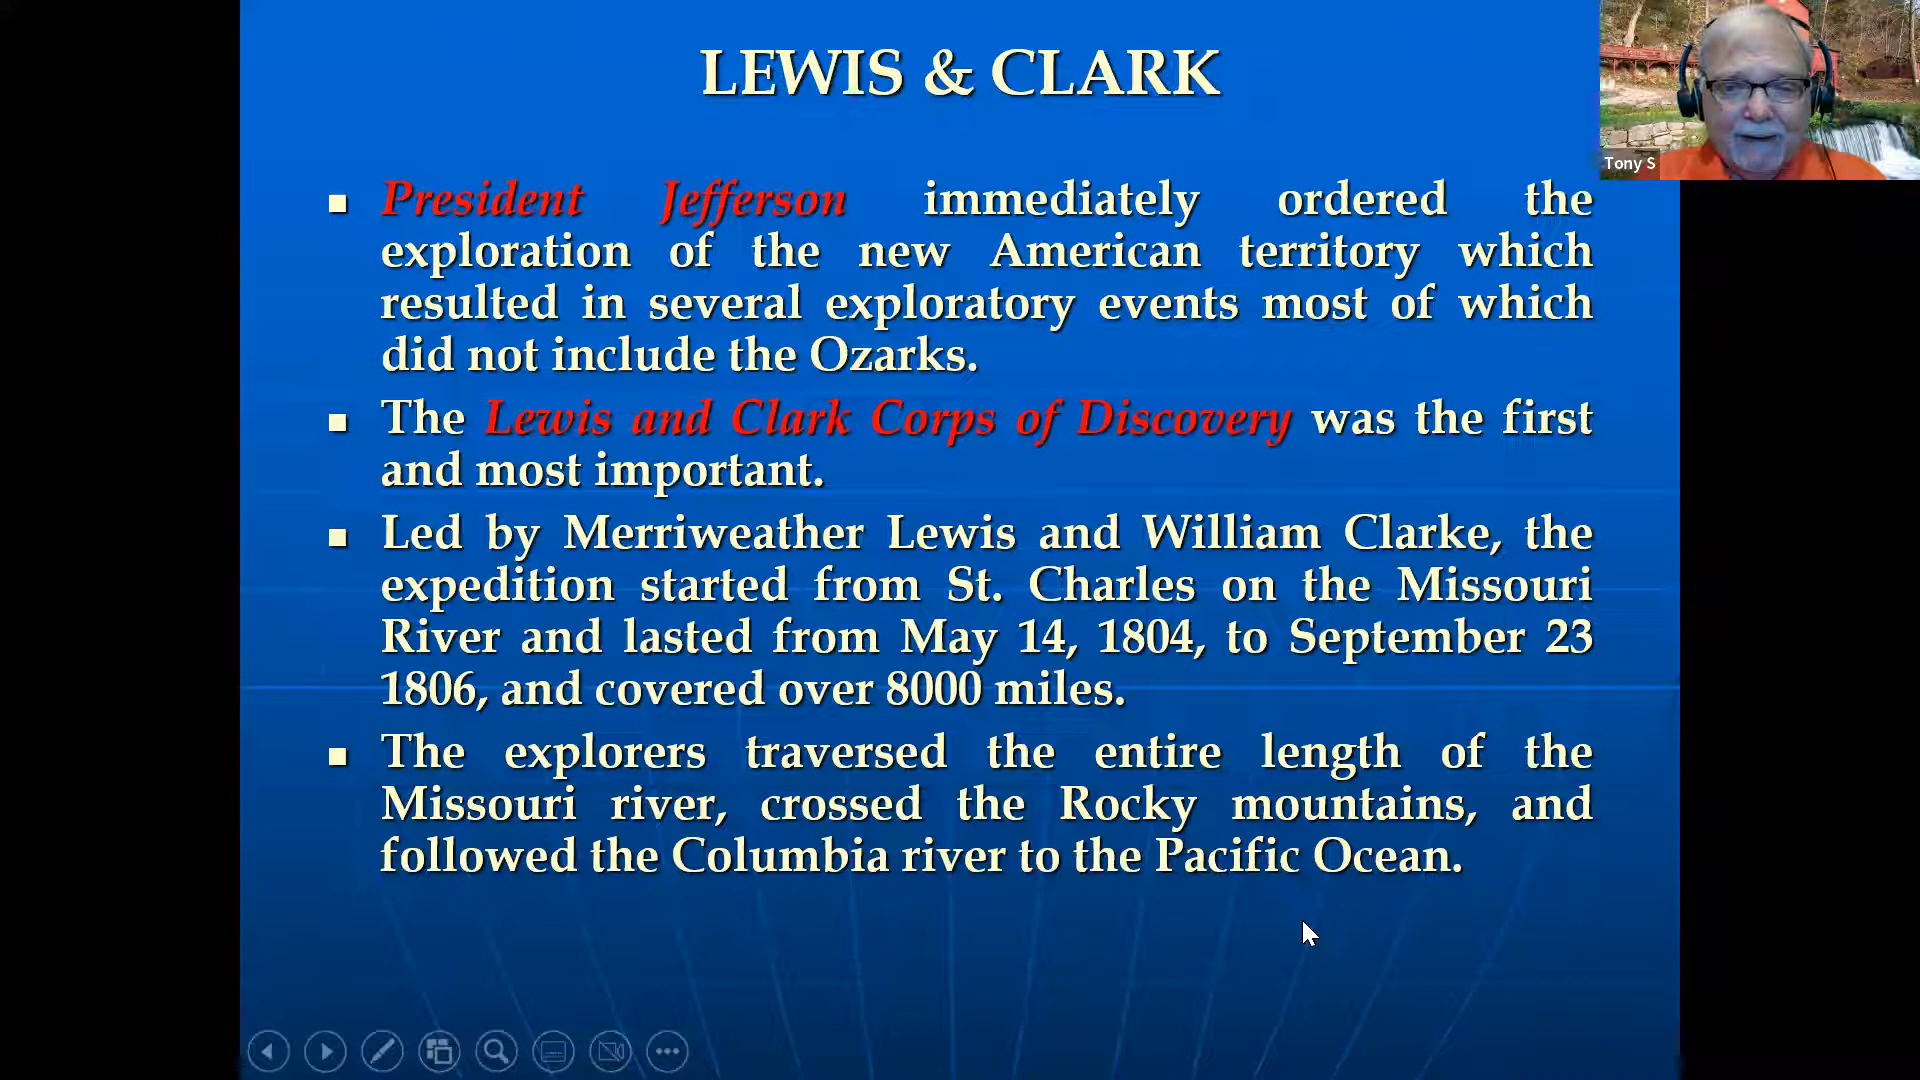 LEWIS & CLARK
Tony S
▪ President Jefferson immediately ordered the
exploration of the new American territory which
resulted in several exploratory events most of which
did not include the Ozarks.
▪ The Lewis and Clark Corps of Discovery was the first
and most important.
▪ Led by Merriweather Lewis and William Clarke, the
expedition started from St. Charles on the Missouri
River and lasted from May 14, 1804, to September 23
1806, and covered over 8000 miles.
▪ The explorers traversed the entire length of the
Missouri river, crossed the Rocky mountains, and
followed the Columbia river to the Pacific Ocean.